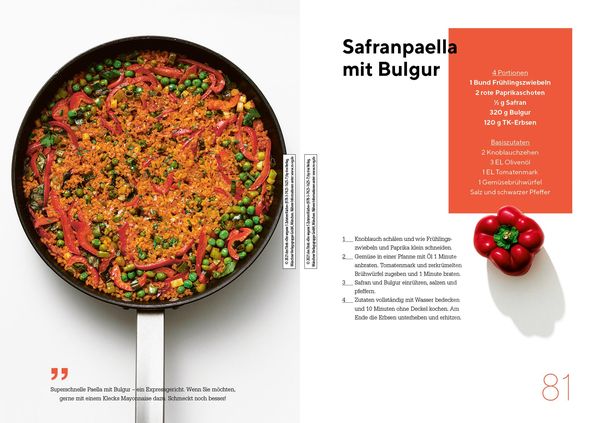 Superschnelle Paella mit Bulgur – ein Expressgericht. Wenn Sie möchten,
gerne mit einem Klecks Mayonnaise dazu. Schmeckt noch besser!
Safranpaella
mit Bulgur
4 Portionen
1 Bund Frühlingszwiebeln
2 rote Paprikaschoten
½ g Safran
320 g Bulgur
120 g TK-Erbsen
Basiszutaten
2 Knoblauchzehen
3 EL Olivenöl
1 EL Tomatenmark
1 Gemüsebrühwürfel
Salz und schwarzer Pfeffer
1__ Knoblauch schälen und wie Frühlings-
zwiebeln und Paprika klein schneiden.
2__ Gemüse in einer Pfanne mit Öl 1 Minute
anbraten. Tomatenmark und zerkrümelten
Brühwürfel zugeben und 1 Minute braten.
3__ Safran und Bulgur einrühren, salzen und
pfeffern.
4__ Zutaten vollständig mit Wasser bedecken
und 10 Minuten ohne Deckel kochen. Am
Ende die Erbsen unterheben und erhitzen.
81